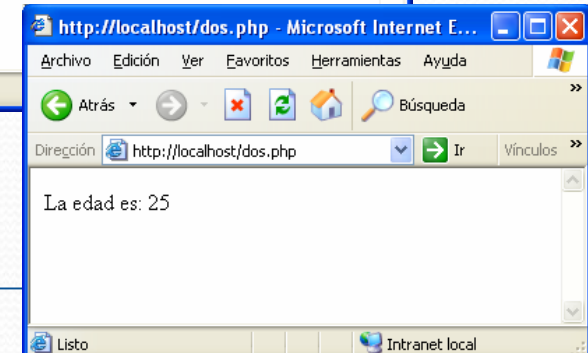 http://localhost/dos.php - Microsoft Internet E...
Archivo Edición Ver Favoritos Herramientas Ayuda
Atrás Búsqueda »
Dirección http://localhost/dos.php Ir Vínculos »
La edad es: 25
Listo Intranet local